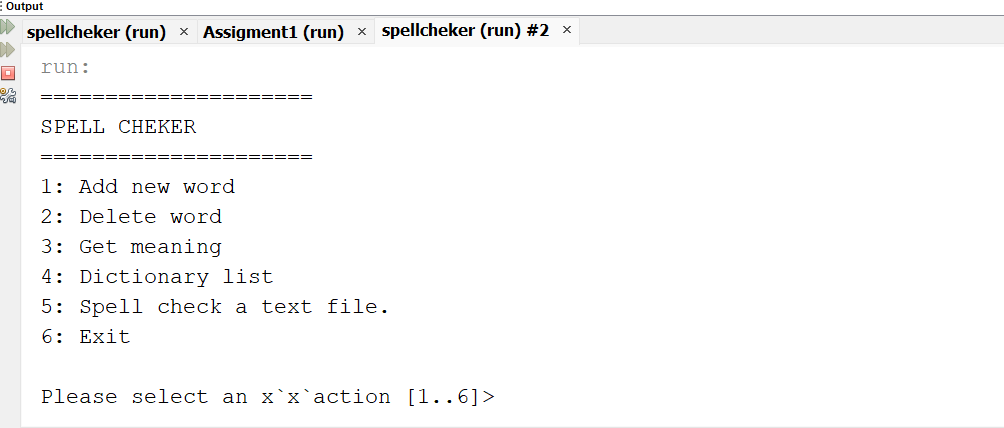 Output
spellcheker (run) × Assigment1 (run) × spellcheker (run) #2 ×
run:
=====================
SPELL CHEKER
=====================
1: Add new word
2: Delete word
3: Get meaning
4: Dictionary list
5: Spell check a text file.
6: Exit
Please select an x`x`action [1..6]>